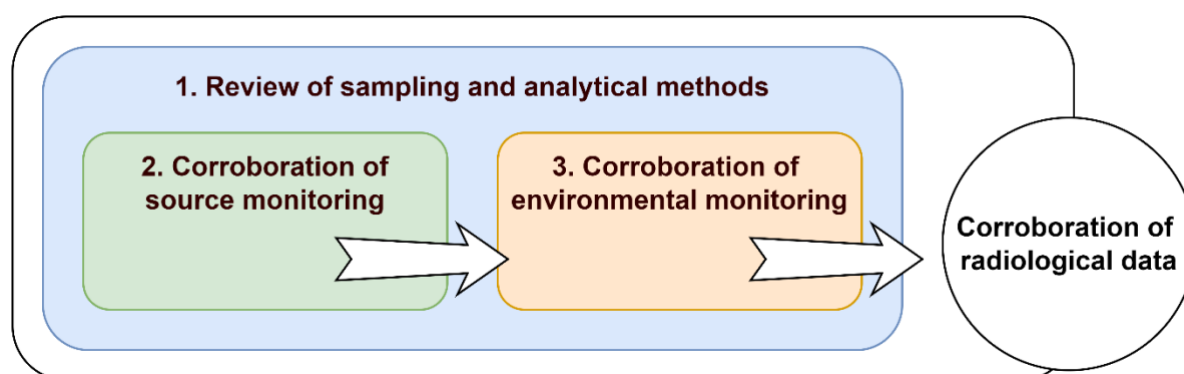 1. Review of sampling and analytical methods
2. Corroboration of
source monitoring
3. Corroboration of
environmental monitoring
Corroboration of
radiological data